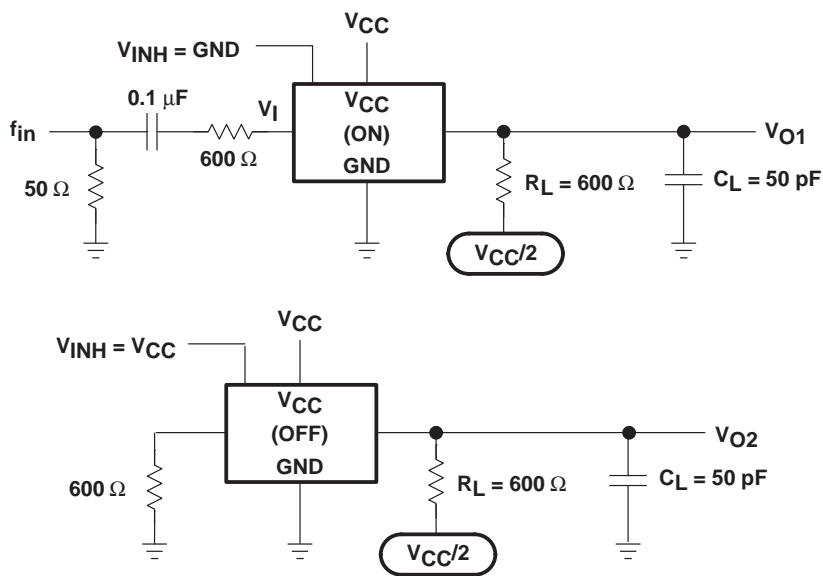 VCC
VINH = GND
0.1 μF
VI
VCC
fin
(ON)
VO1
600 Ω
GND
50 Ω
RL = 600 Ω
CL = 50 pF
VCC/2
VCC
VINH = VCC
VCC
(OFF)
VO2
GND
600 Ω
RL = 600 Ω
CL = 50 pF
VCC/2